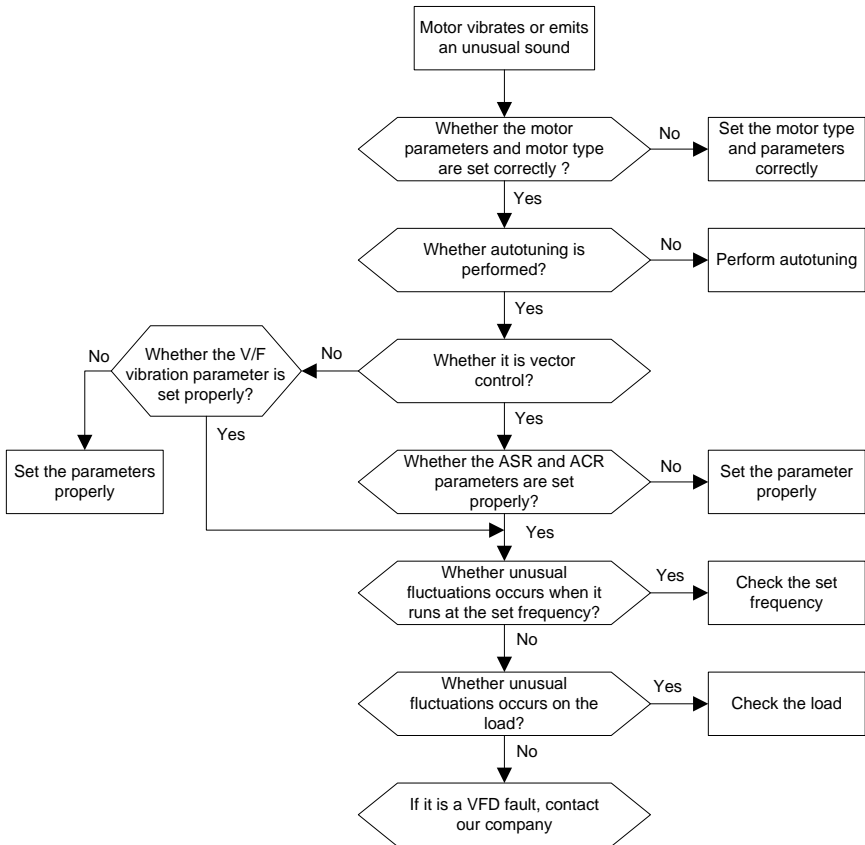 Motor vibrates or emits
an unusual sound
Whether the motor
parameters and motor type
are set correctly ?
No
Set the motor type
and parameters
correctly
Yes
Whether autotuning is
performed?
No
Perform autotuning
Yes
Whether it is vector
control?
No
Whether the V/F
vibration parameter is
set properly?
No
Set the parameters
properly
Yes
Yes
Whether the ASR and ACR
parameters are set
properly?
No
Set the parameter
properly
Yes
Whether unusual
fluctuations occurs when it
runs at the set frequency?
Yes
Check the set
frequency
No
Whether unusual
fluctuations occurs on the
load?
Yes
Check the load
No
If it is a VFD fault, contact
our company